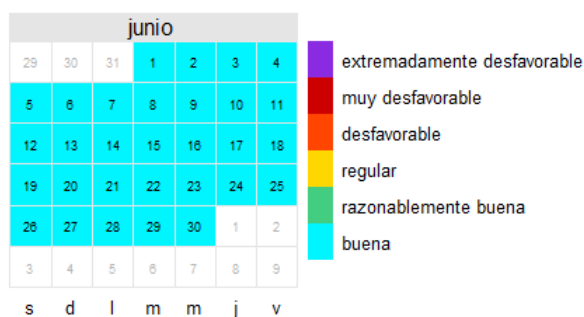 junio
29 30 31 1 2 3 4
5 6 7 8 9 10 11
12 13 14 15 16 17 18
19 20 21 22 23 24 25
26 27 28 29 30 1 2
3 4 5 6 7 8 9
s d l m m j v
extremadamente desfavorable
muy desfavorable
desfavorable
regular
razonablemente buena
buena